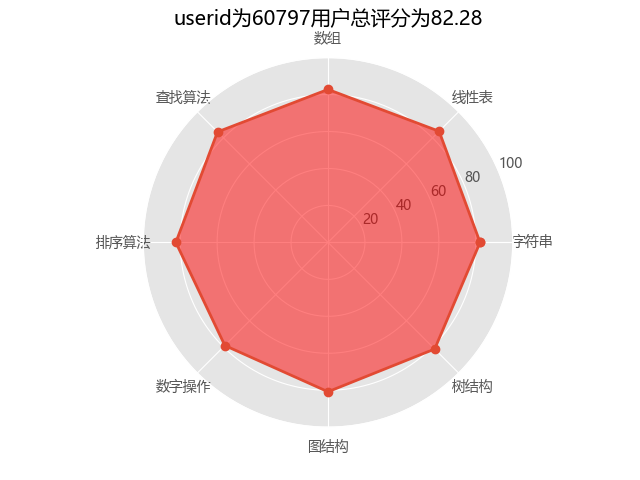 userid为60797用户总评分为82.28
数组
查找算法
线性表
100
80
60
40
20
排序算法
字符串
数字操作
树结构
图结构